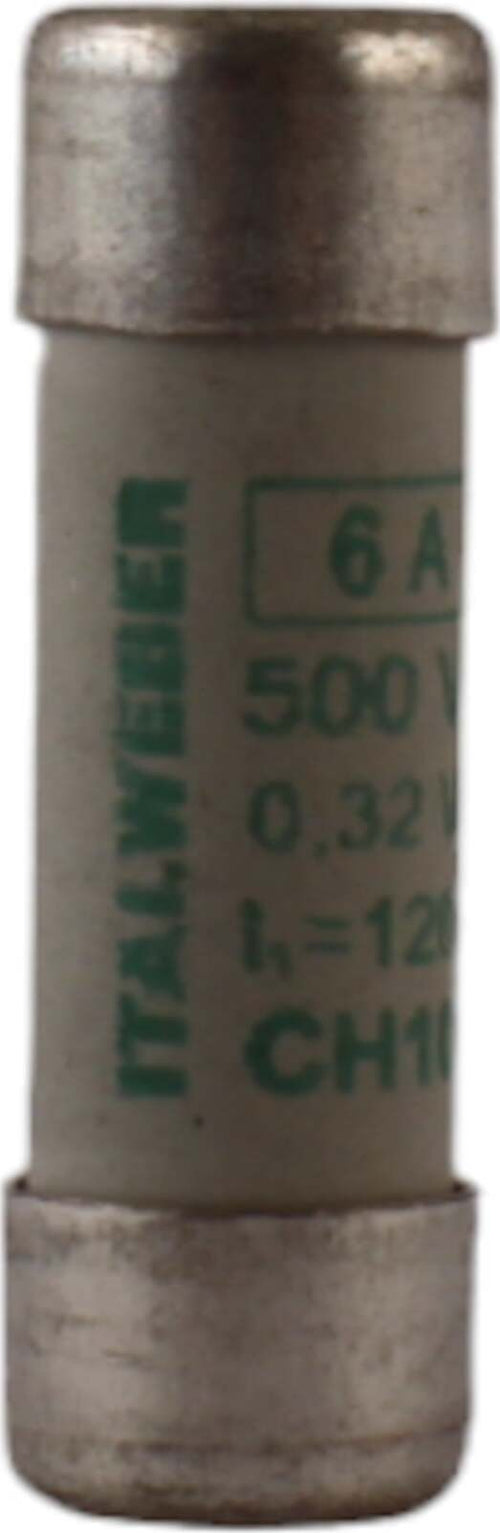 ITALWEBER
6 A
500 V
0,32 W
I₁=120
CH10